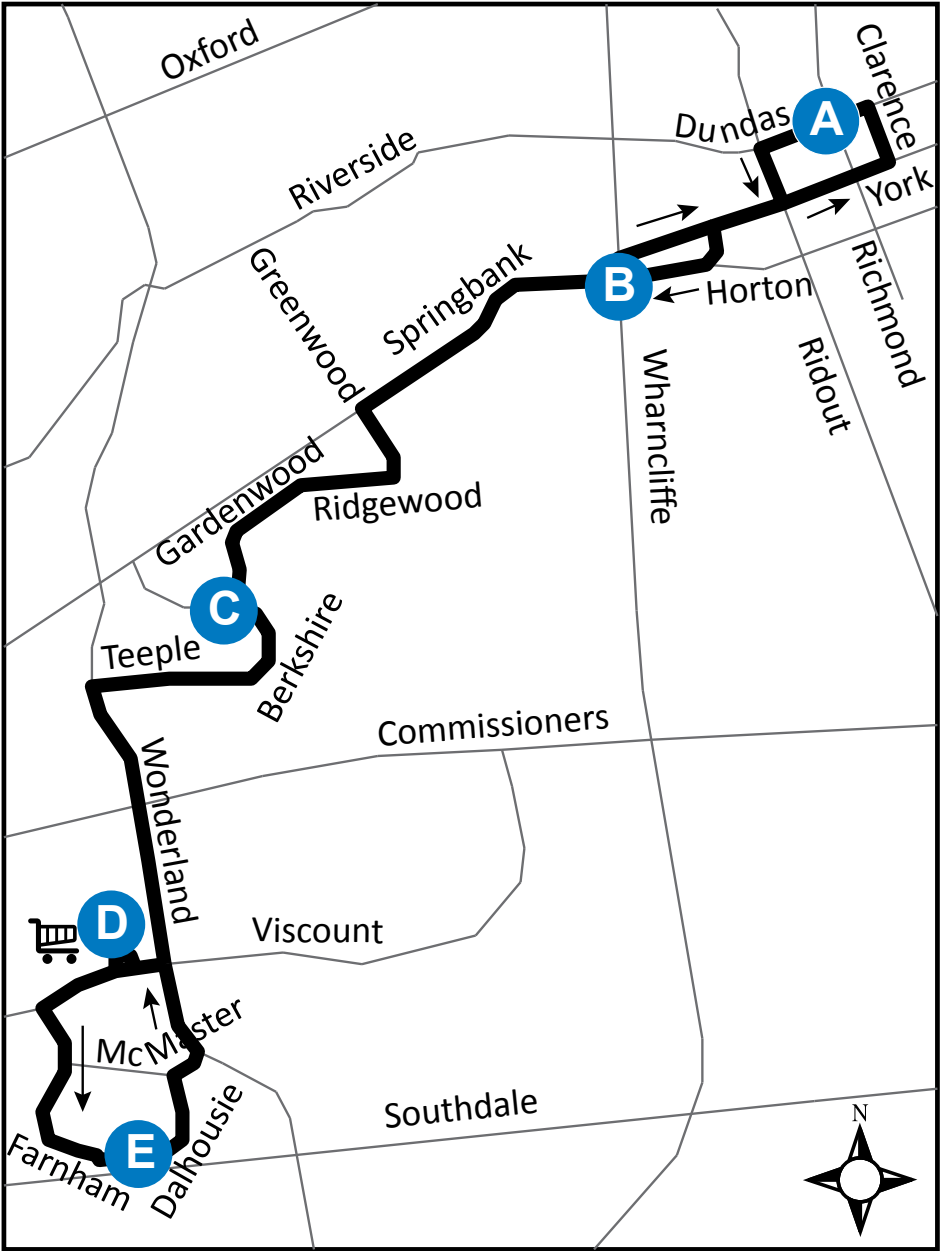 Oxford
Clarence
A
Dundas
Riverside
York
Greenwood
Springbank
Richmond
B
Horton
Ridout
Wharncliffe
Gardenwood
Ridgewood
C
Berkshire
Teeple
Commissioners
Wonderland
D
Viscount
McMaster
Dalhousie
Southdale
N
Farnham
E